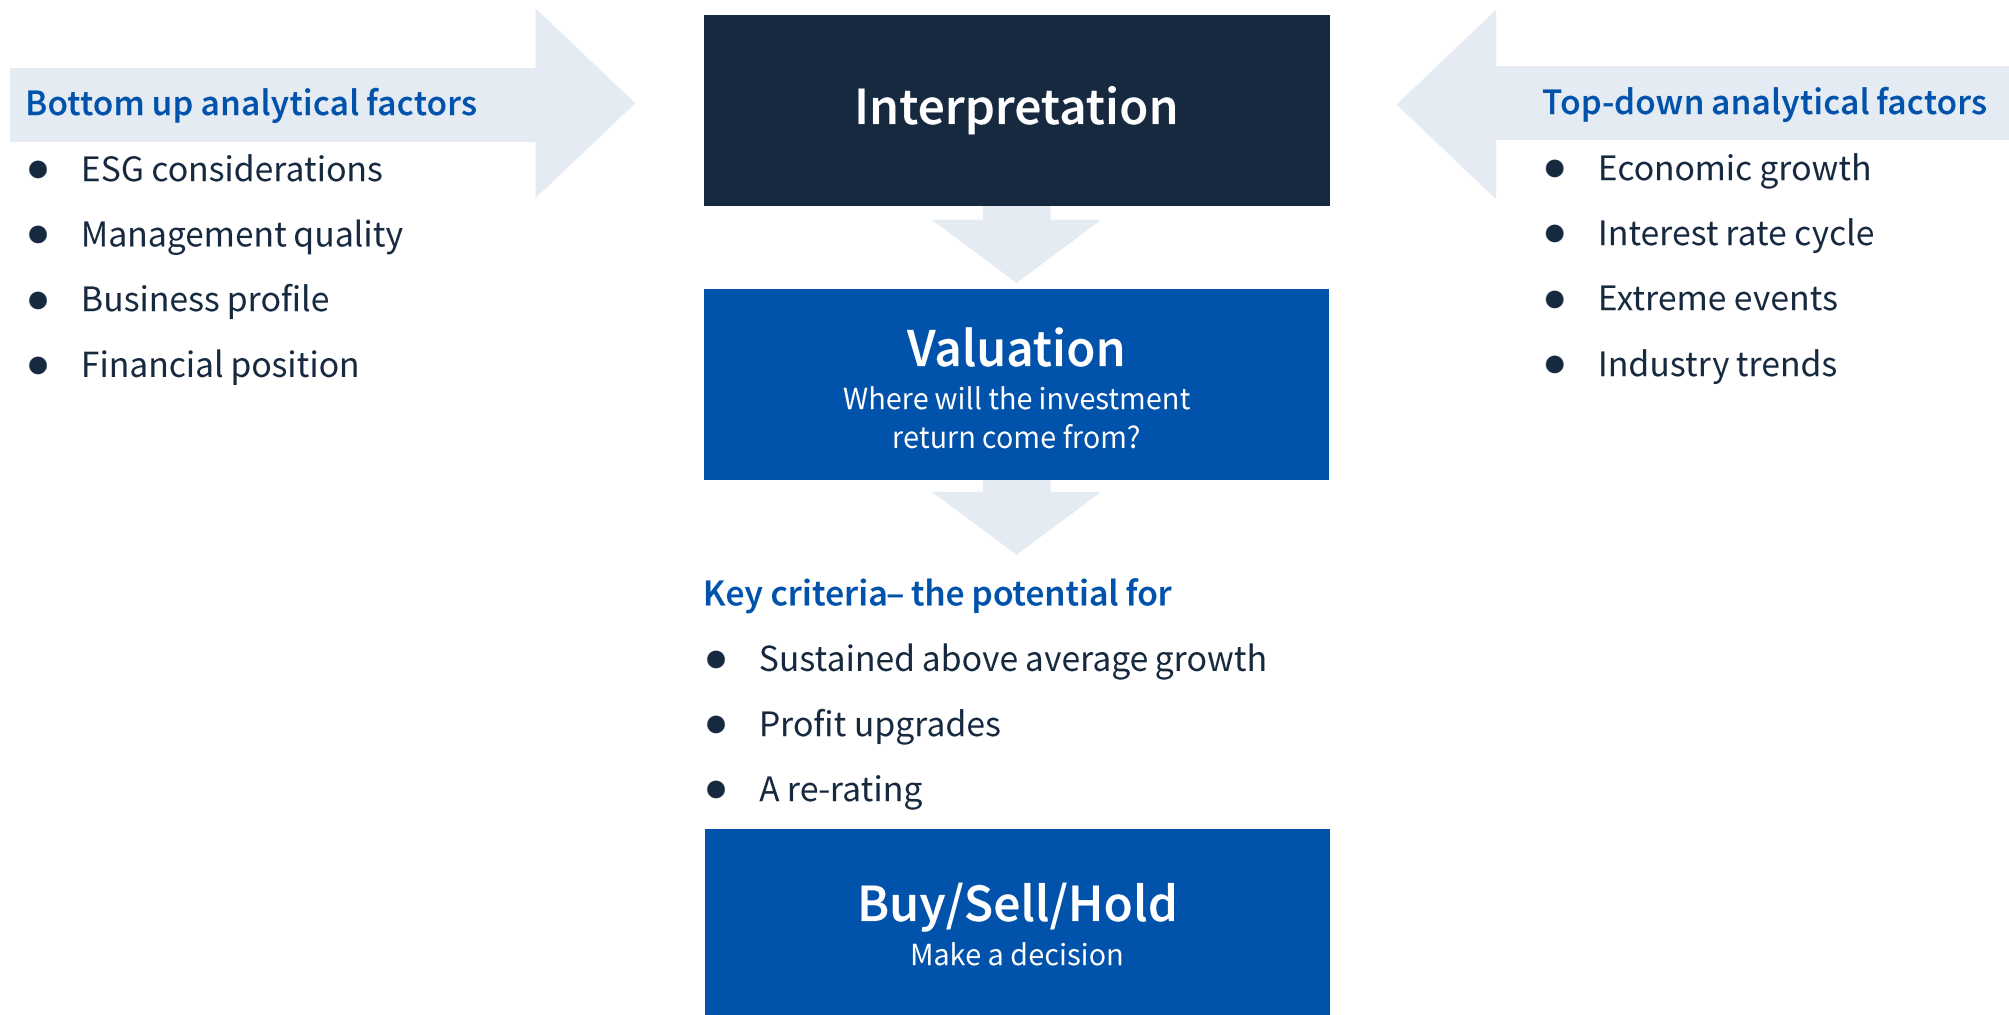 Bottom up analytical factors
● ESG considerations
● Management quality
● Business profile
● Financial position
Interpretation
Top-down analytical factors
● Economic growth
● Interest rate cycle
● Extreme events
● Industry trends
Valuation
Where will the investment
return come from?
Key criteria– the potential for
● Sustained above average growth
● Profit upgrades
● A re-rating
Buy/Sell/Hold
Make a decision